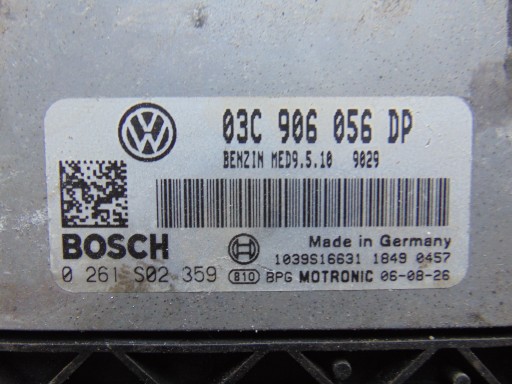 03C 906 056 DP
BENZIN MED9.5.10 9029
BOSCH
Made in Germany
1039S16631 1849 0457
0 261 S02 359 810 BPG MOTRONIC 06-08-26